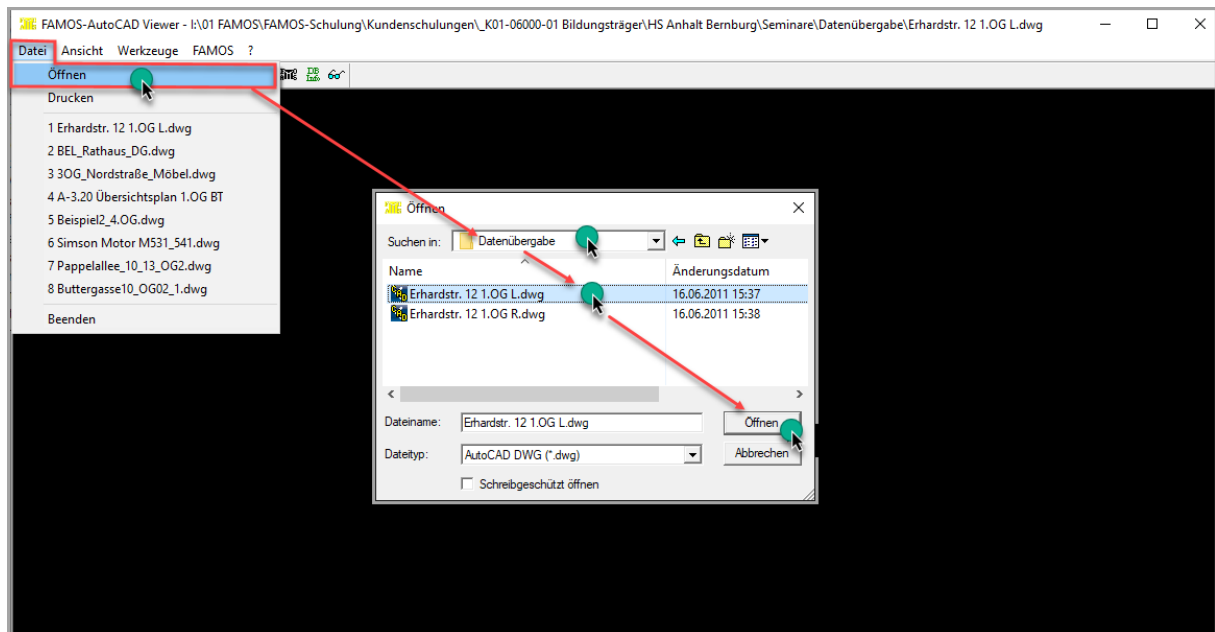 FAMOS-AutoCAD Viewer - I:\01 FAMOS\FAMOS-Schulung\Kundenschulungen\_K01-06000-01 Bildungsträger\HS Anhalt Bernburg\Seminare\Datenübergabe\Erhardstr. 12 1.OG L.dwg
Datei Ansicht Werkzeuge FAMOS ?
Öffnen
Drucken
1 Erhardstr. 12 1.OG L.dwg
2 BEL_Rathaus_DG.dwg
3 3OG_Nordstraße_Möbel.dwg
4 A-3.20 Übersichtsplan 1.OG BT
5 Beispiel2_4.OG.dwg
6 Simson Motor M531_541.dwg
7 Pappelallee_10_13_OG2.dwg
8 Buttergasse10_OG02_1.dwg
Beenden
Öffnen
Suchen in: Datenübergabe
Name Änderungsdatum
Erhardstr. 12 1.OG L.dwg 16.06.2011 15:37
Erhardstr. 12 1.OG R.dwg 16.06.2011 15:38
Dateiname: Erhardstr. 12 1.OG L.dwg Öffnen
Dateityp: AutoCAD DWG (*.dwg) Abbrechen
Schreibgeschützt öffnen